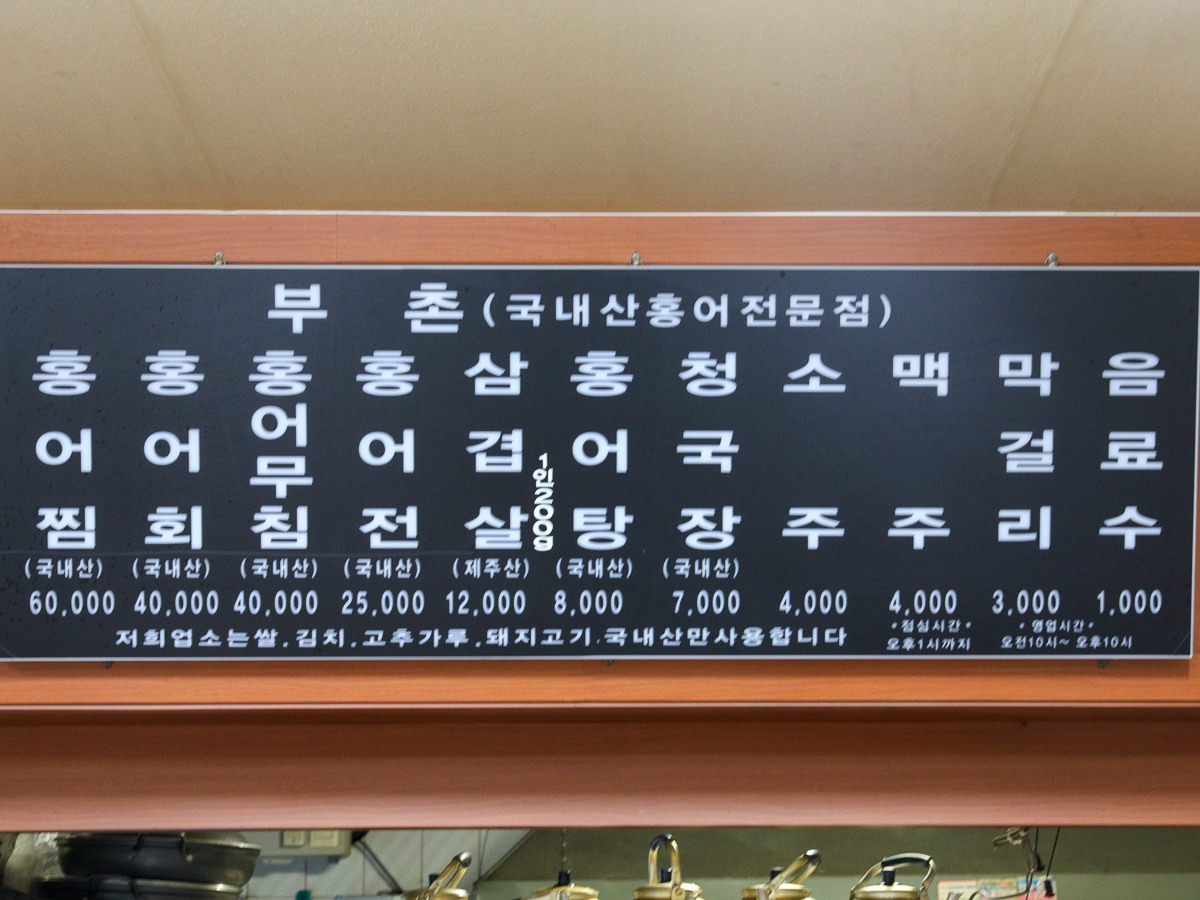 부 촌 (국내산홍어전문점)
홍어찜 (국내산) 60,000
홍어회 (국내산) 40,000
홍어무침 (국내산) 40,000
홍어전 (국내산) 25,000
삼겹살 1인200g (제주산) 12,000
홍어탕 (국내산) 8,000
청국장 (국내산) 7,000
소주 4,000
맥주 4,000
막걸리 3,000
음료수 1,000
저희업소는쌀.김치.고추가루.돼지고기.국내산만사용합니다
*점심시간*
오후1시까지
*영업시간*
오전10시~ 오후10시